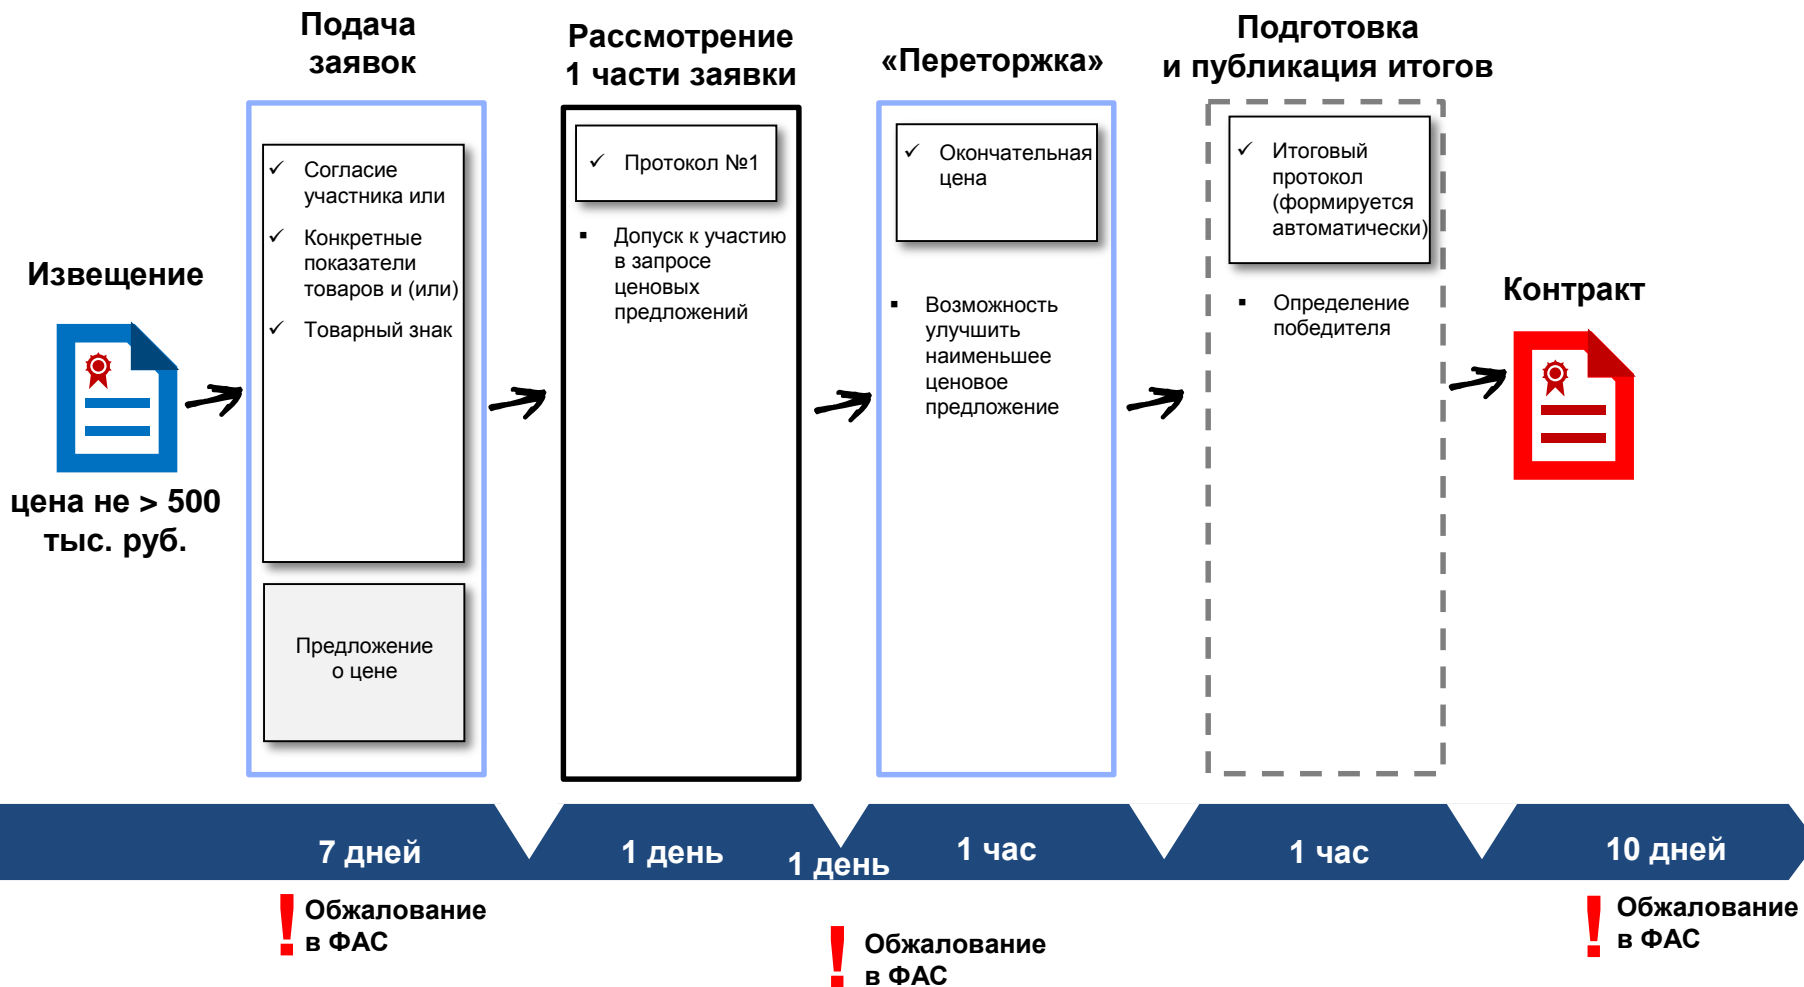 Извещение
цена не > 500
тыс. руб.
Подача
заявок
Согласие
участника или
Конкретные
показатели
товаров и (или)
Товарный знак
Предложение
о цене
Рассмотрение
1 части заявки
Протокол №1
Допуск к участию
в запросе
ценовых
предложений
«Переторжка»
Окончательная
цена
Возможность
улучшить
наименьшее
ценовое
предложение
Подготовка
и публикация итогов
Итоговый
протокол
(формируется
автоматически)
Определение
победителя
Контракт
7 дней
1 день
1 день
1 час
1 час
10 дней
! Обжалование
в ФАС
! Обжалование
в ФАС
! Обжалование
в ФАС